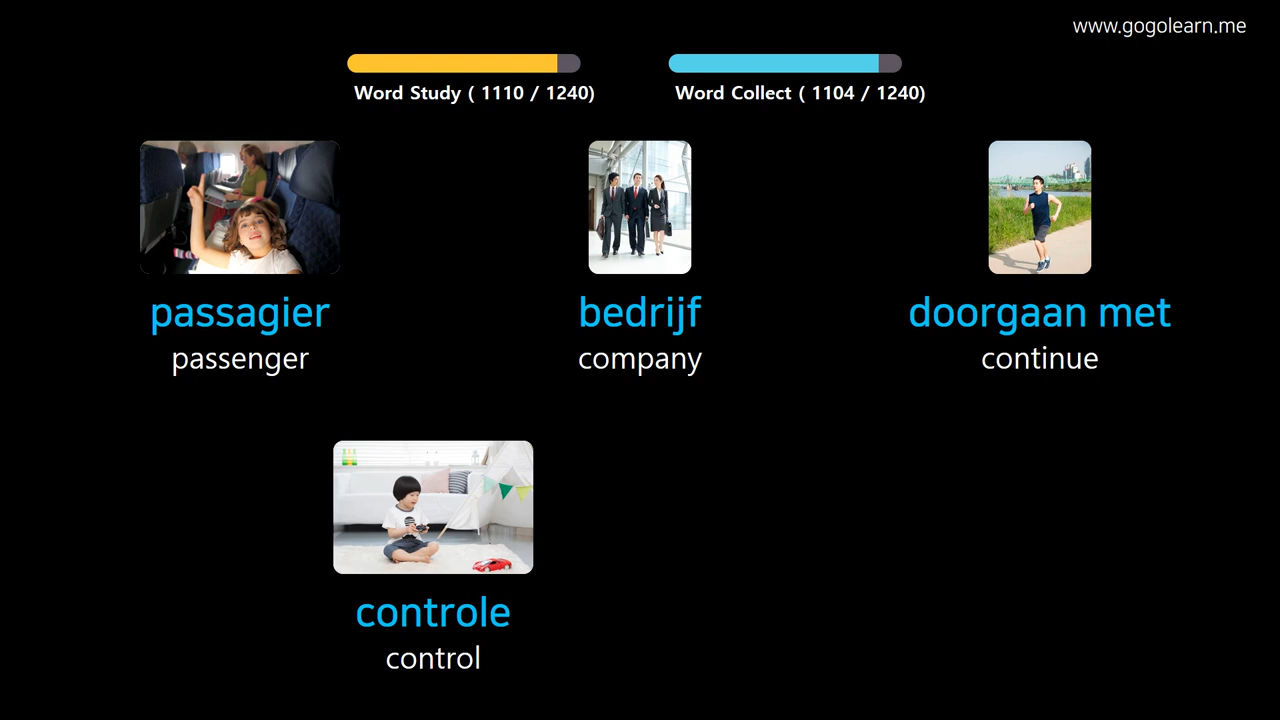 www.gogolearn.me
Word Study ( 1110 / 1240)
Word Collect ( 1104 / 1240)
passagier
passenger
bedrijf
company
doorgaan met
continue
controle
control